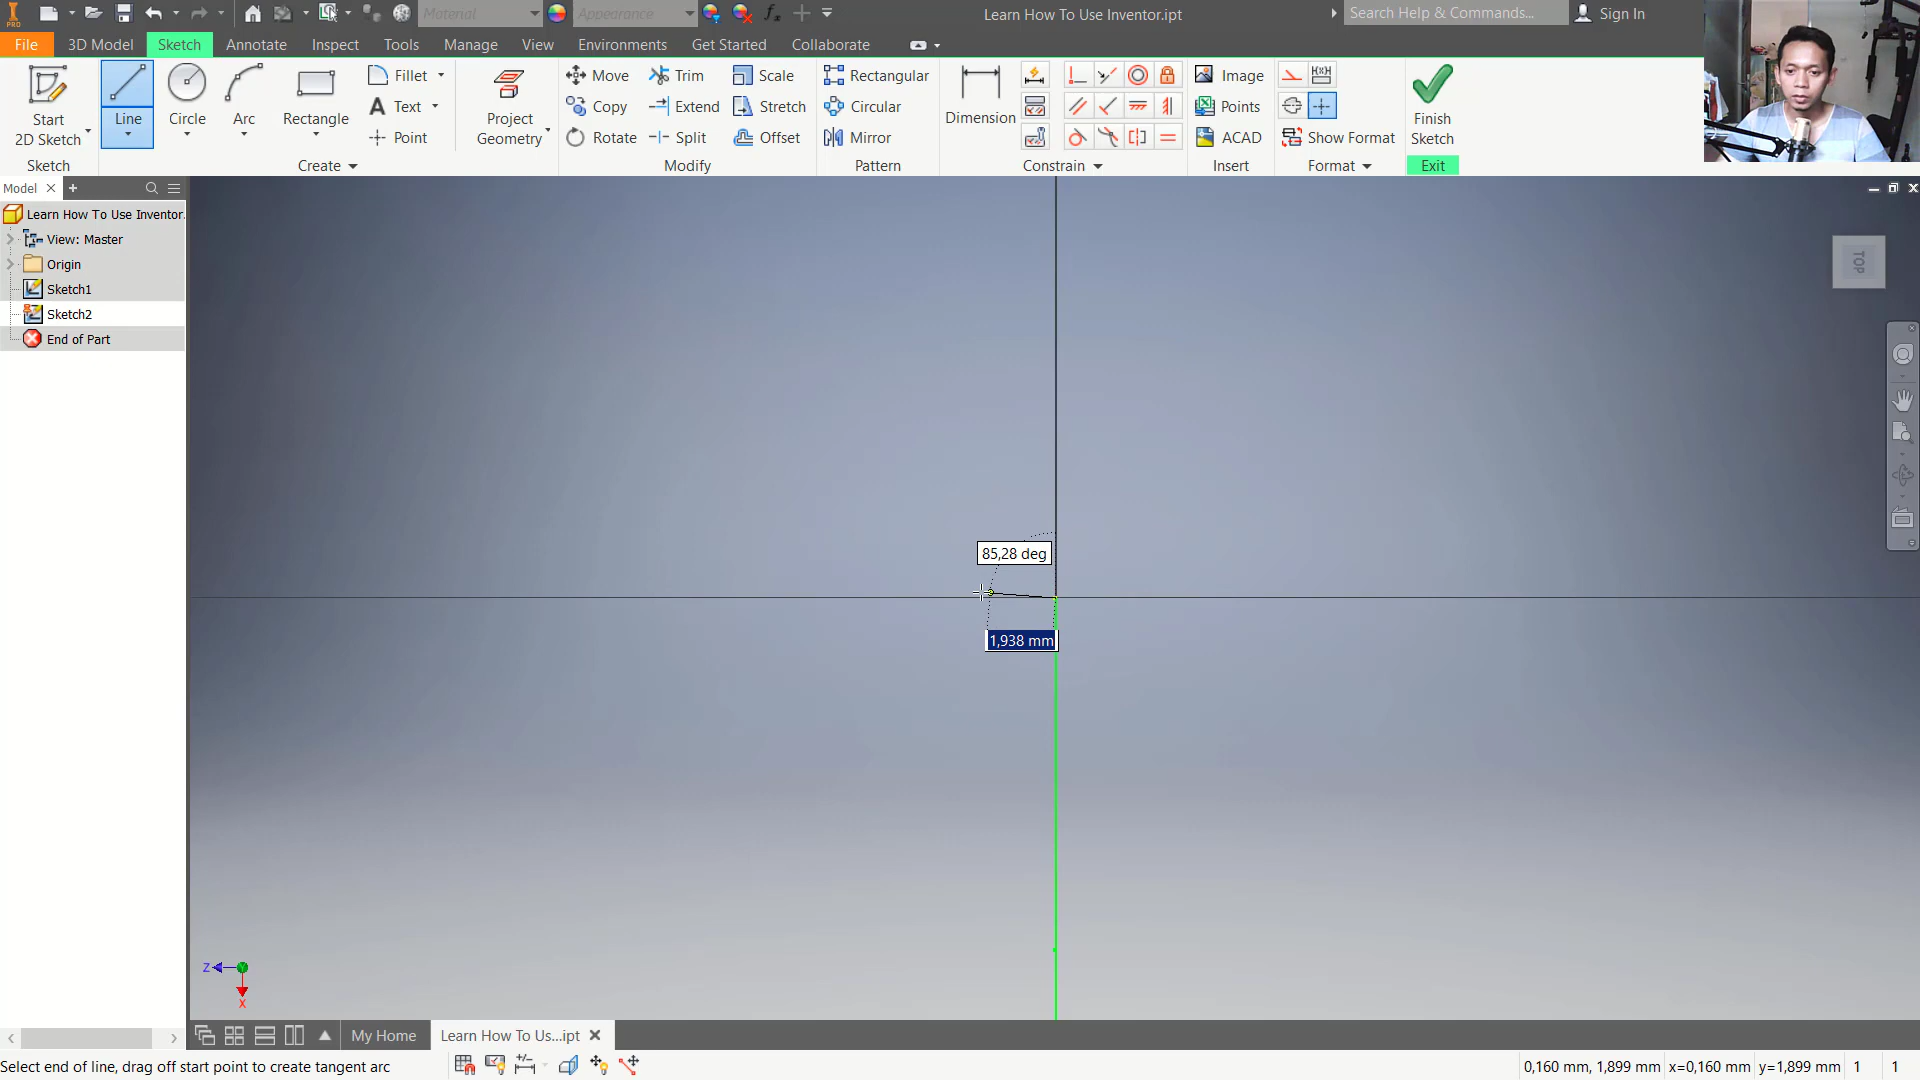 PRO
Material
Appearance
Learn How To Use Inventor.ipt
Search Help & Commands...
Sign In
File
3D Model
Sketch
Annotate
Inspect
Tools
Manage
View
Environments
Get Started
Collaborate
Start
2D Sketch
Line
Circle
Arc
Rectangle
Fillet
Text
Point
Project
Geometry
Move
Copy
Rotate
Trim
Extend
Split
Scale
Stretch
Offset
Rectangular
Circular
Mirror
Dimension
Image
Points
ACAD
Show Format
Finish
Sketch
Sketch
Create
Modify
Pattern
Constrain
Insert
Format
Exit
Model
Learn How To Use Inventor.
View: Master
Origin
Sketch1
Sketch2
End of Part
TOP
85,28 deg
1,938 mm
Z
X
My Home
Learn How To Us...ipt
Select end of line, drag off start point to create tangent arc
0,160 mm, 1,899 mm
x=0,160 mm
y=1,899 mm
1
1